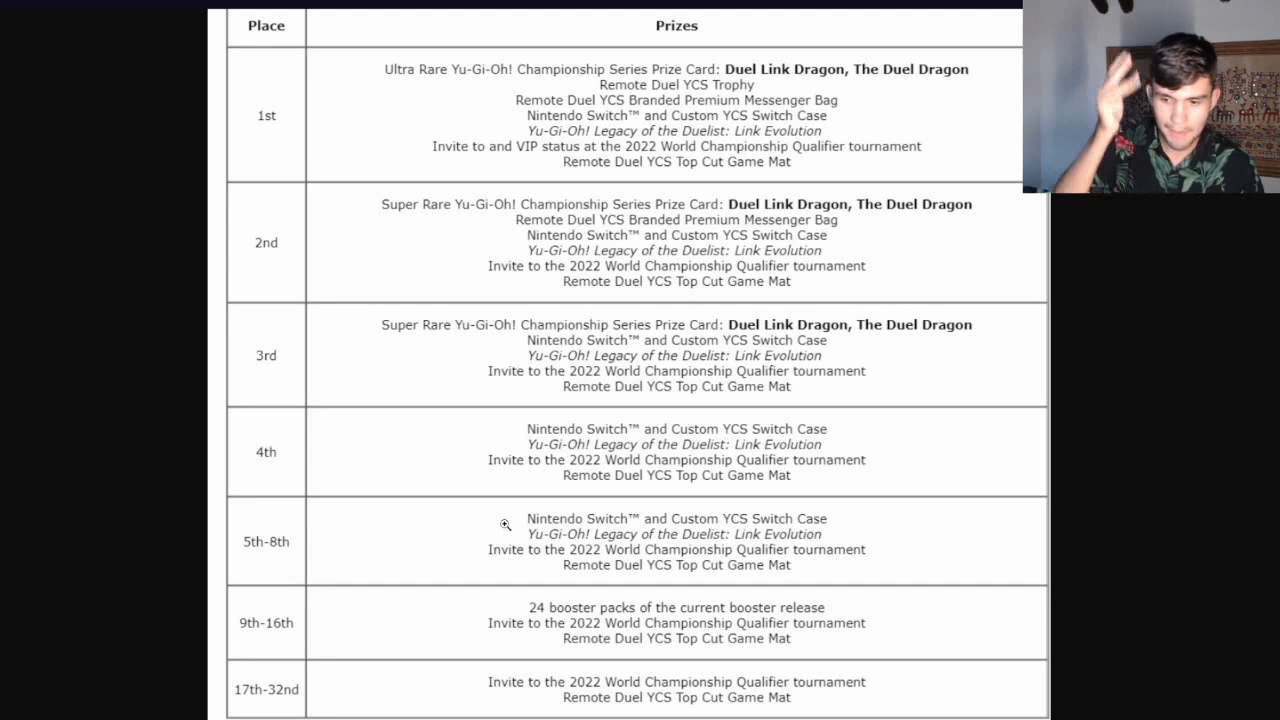 Place
Prizes
1st
Ultra Rare Yu-Gi-Oh! Championship Series Prize Card: Duel Link Dragon, The Duel Dragon
Remote Duel YCS Trophy
Remote Duel YCS Branded Premium Messenger Bag
Nintendo Switch™ and Custom YCS Switch Case
Yu-Gi-Oh! Legacy of the Duelist: Link Evolution
Invite to and VIP status at the 2022 World Championship Qualifier tournament
Remote Duel YCS Top Cut Game Mat
2nd
Super Rare Yu-Gi-Oh! Championship Series Prize Card: Duel Link Dragon, The Duel Dragon
Remote Duel YCS Branded Premium Messenger Bag
Nintendo Switch™ and Custom YCS Switch Case
Yu-Gi-Oh! Legacy of the Duelist: Link Evolution
Invite to the 2022 World Championship Qualifier tournament
Remote Duel YCS Top Cut Game Mat
3rd
Super Rare Yu-Gi-Oh! Championship Series Prize Card: Duel Link Dragon, The Duel Dragon
Nintendo Switch™ and Custom YCS Switch Case
Yu-Gi-Oh! Legacy of the Duelist: Link Evolution
Invite to the 2022 World Championship Qualifier tournament
Remote Duel YCS Top Cut Game Mat
4th
Nintendo Switch™ and Custom YCS Switch Case
Yu-Gi-Oh! Legacy of the Duelist: Link Evolution
Invite to the 2022 World Championship Qualifier tournament
Remote Duel YCS Top Cut Game Mat
5th-8th
Nintendo Switch™ and Custom YCS Switch Case
Yu-Gi-Oh! Legacy of the Duelist: Link Evolution
Invite to the 2022 World Championship Qualifier tournament
Remote Duel YCS Top Cut Game Mat
9th-16th
24 booster packs of the current booster release
Invite to the 2022 World Championship Qualifier tournament
Remote Duel YCS Top Cut Game Mat
17th-32nd
Invite to the 2022 World Championship Qualifier tournament
Remote Duel YCS Top Cut Game Mat